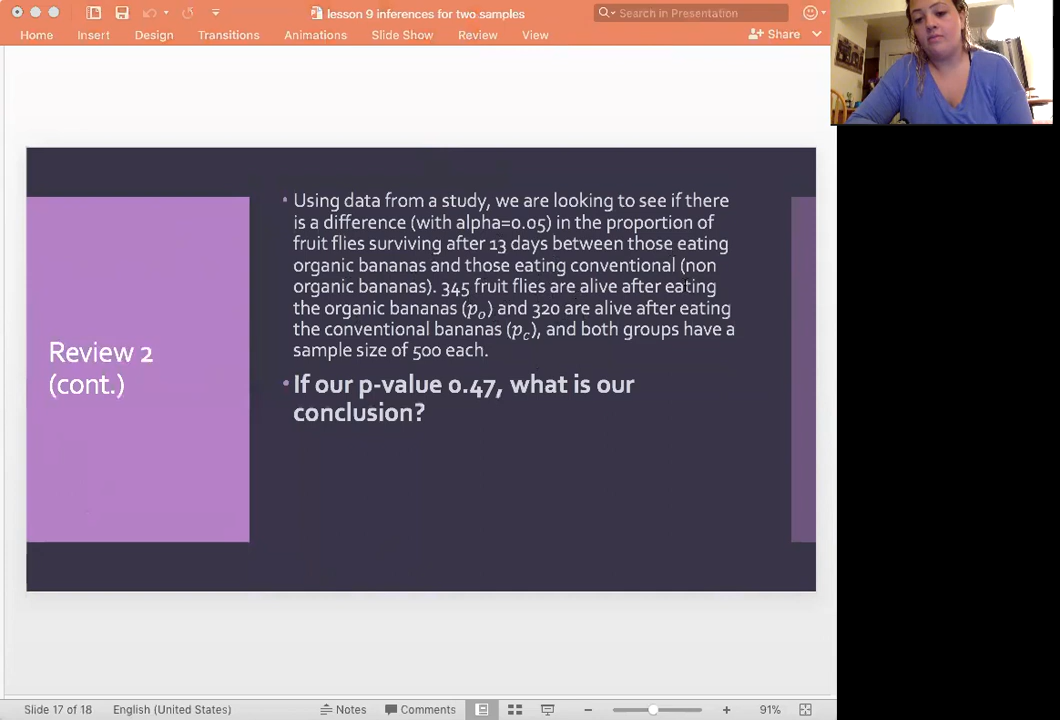 lesson 9 inferences for two samples
Search in Presentation
Home Insert Design Transitions Animations Slide Show Review View Share
Review 2
(cont.)
Using data from a study, we are looking to see if there
is a difference (with alpha=0.05) in the proportion of
fruit flies surviving after 13 days between those eating
organic bananas and those eating conventional (non
organic bananas). 345 fruit flies are alive after eating
the organic bananas (pₒ) and 320 are alive after eating
the conventional bananas (p_c), and both groups have a
sample size of 500 each.
If our p-value 0.47, what is our
conclusion?
Slide 17 of 18 English (United States) Notes Comments 91%